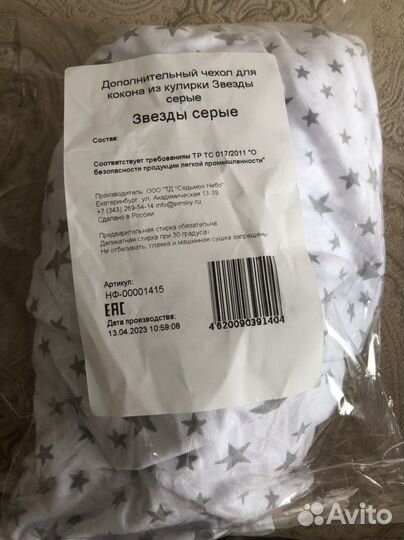 Дополнительный чехол для
кокона из кулирки Звезды
серые
Звезды серые
Состав:
Соответствует требованиям ТР ТС 017/2011 "О
безопасности продукции легкой промышленности"
Производитель: ООО "ТД "Седьмое Небо"
Екатеринбург, ул. Академическая 13-39
+7 (343) 269-54-14 info@svnsky.ru
Сделано в России
Предварительная стирка обязательна
Деликатная стирка при 30 градусах
Не отбеливать, глажка и машинная сушка запрещены
Артикул:
НФ-00001415
EAC
Дата производства:
13.04.2023 10:59:08
4620090391404
Avito